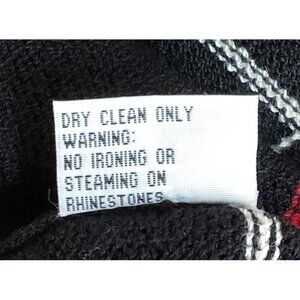 DRY CLEAN ONLY
WARNING:
NO IRONING OR
STEAMING ON
RHINESTONES